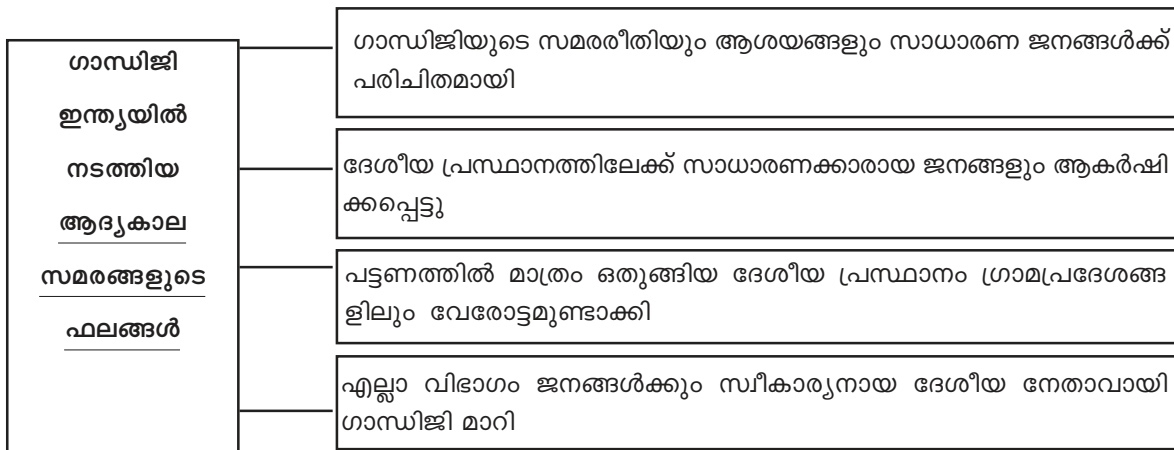 ഗാന്ധിജി
ഇന്ത്യയിൽ
നടത്തിയ
ആദ്യകാല
സമരങ്ങളുടെ
ഫലങ്ങൾ
ഗാന്ധിജിയുടെ സമരരീതിയും ആശയങ്ങളും സാധാരണ ജനങ്ങൾക്ക്
പരിചിതമായി
ദേശീയ പ്രസ്ഥാനത്തിലേക്ക് സാധാരണക്കാരായ ജനങ്ങളും ആകർഷി
ക്കപ്പെട്ടു
പട്ടണത്തിൽ മാത്രം ഒതുങ്ങിയ ദേശീയ പ്രസ്ഥാനം ഗ്രാമപ്രദേശങ്ങ
ളിലും വേരോട്ടമുണ്ടാക്കി
എല്ലാ വിഭാഗം ജനങ്ങൾക്കും സ്വീകാര്യനായ ദേശീയ നേതാവായി
ഗാന്ധിജി മാറി